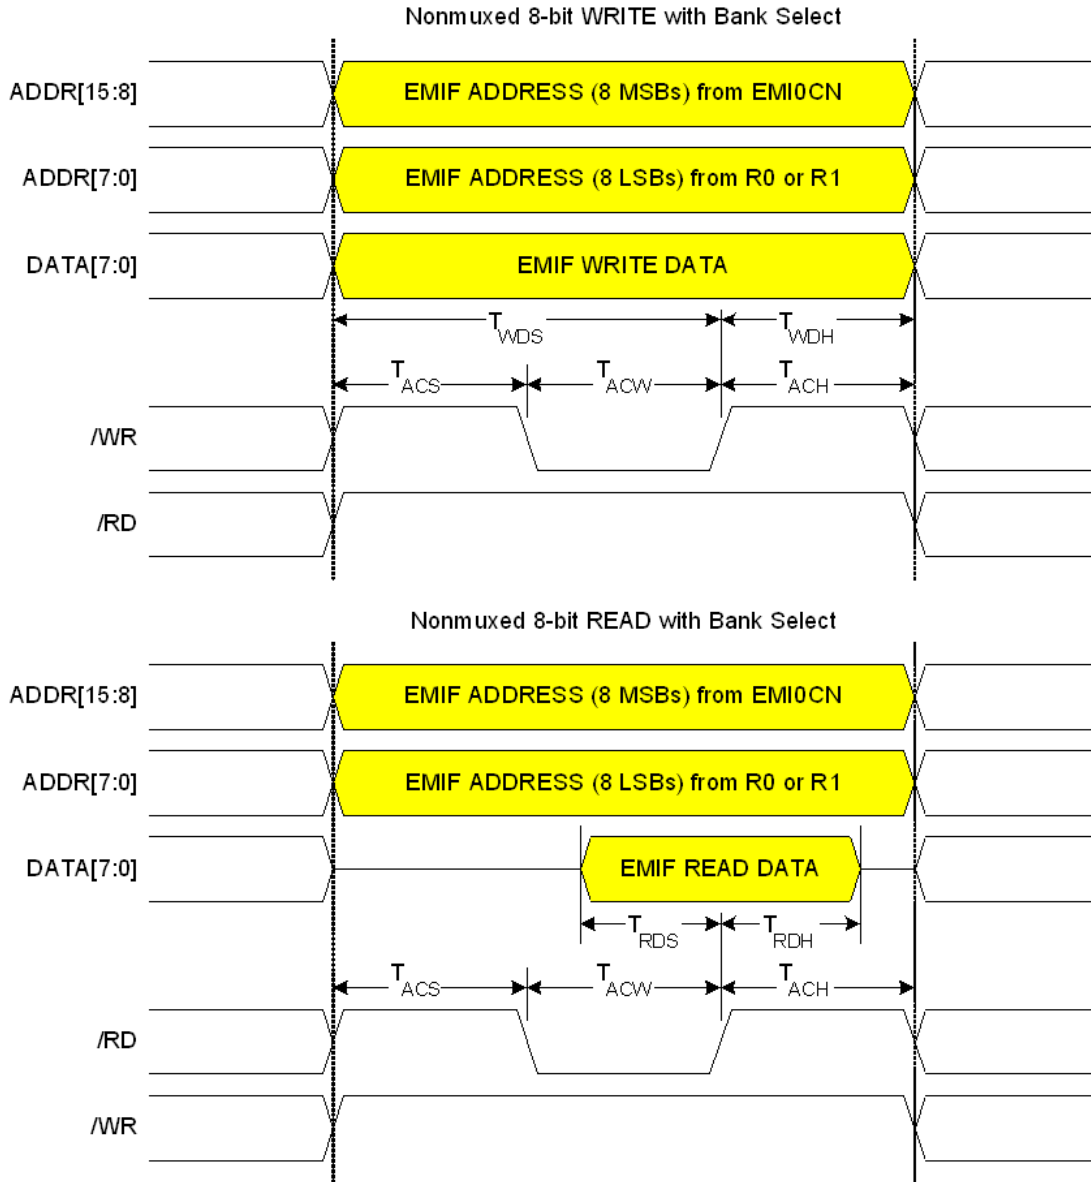 Nonmuxed 8-bit WRITE with Bank Select
ADDR[15:8]
EMIF ADDRESS (8 MSBs) from EMI0CN
ADDR[7:0]
EMIF ADDRESS (8 LSBs) from R0 or R1
DATA[7:0]
EMIF WRITE DATA
TWDS TWDH
TACS TACW TACH
/WR
/RD
Nonmuxed 8-bit READ with Bank Select
ADDR[15:8]
EMIF ADDRESS (8 MSBs) from EMI0CN
ADDR[7:0]
EMIF ADDRESS (8 LSBs) from R0 or R1
DATA[7:0]
EMIF READ DATA
TRDS TRDH
TACS TACW TACH
/RD
/WR